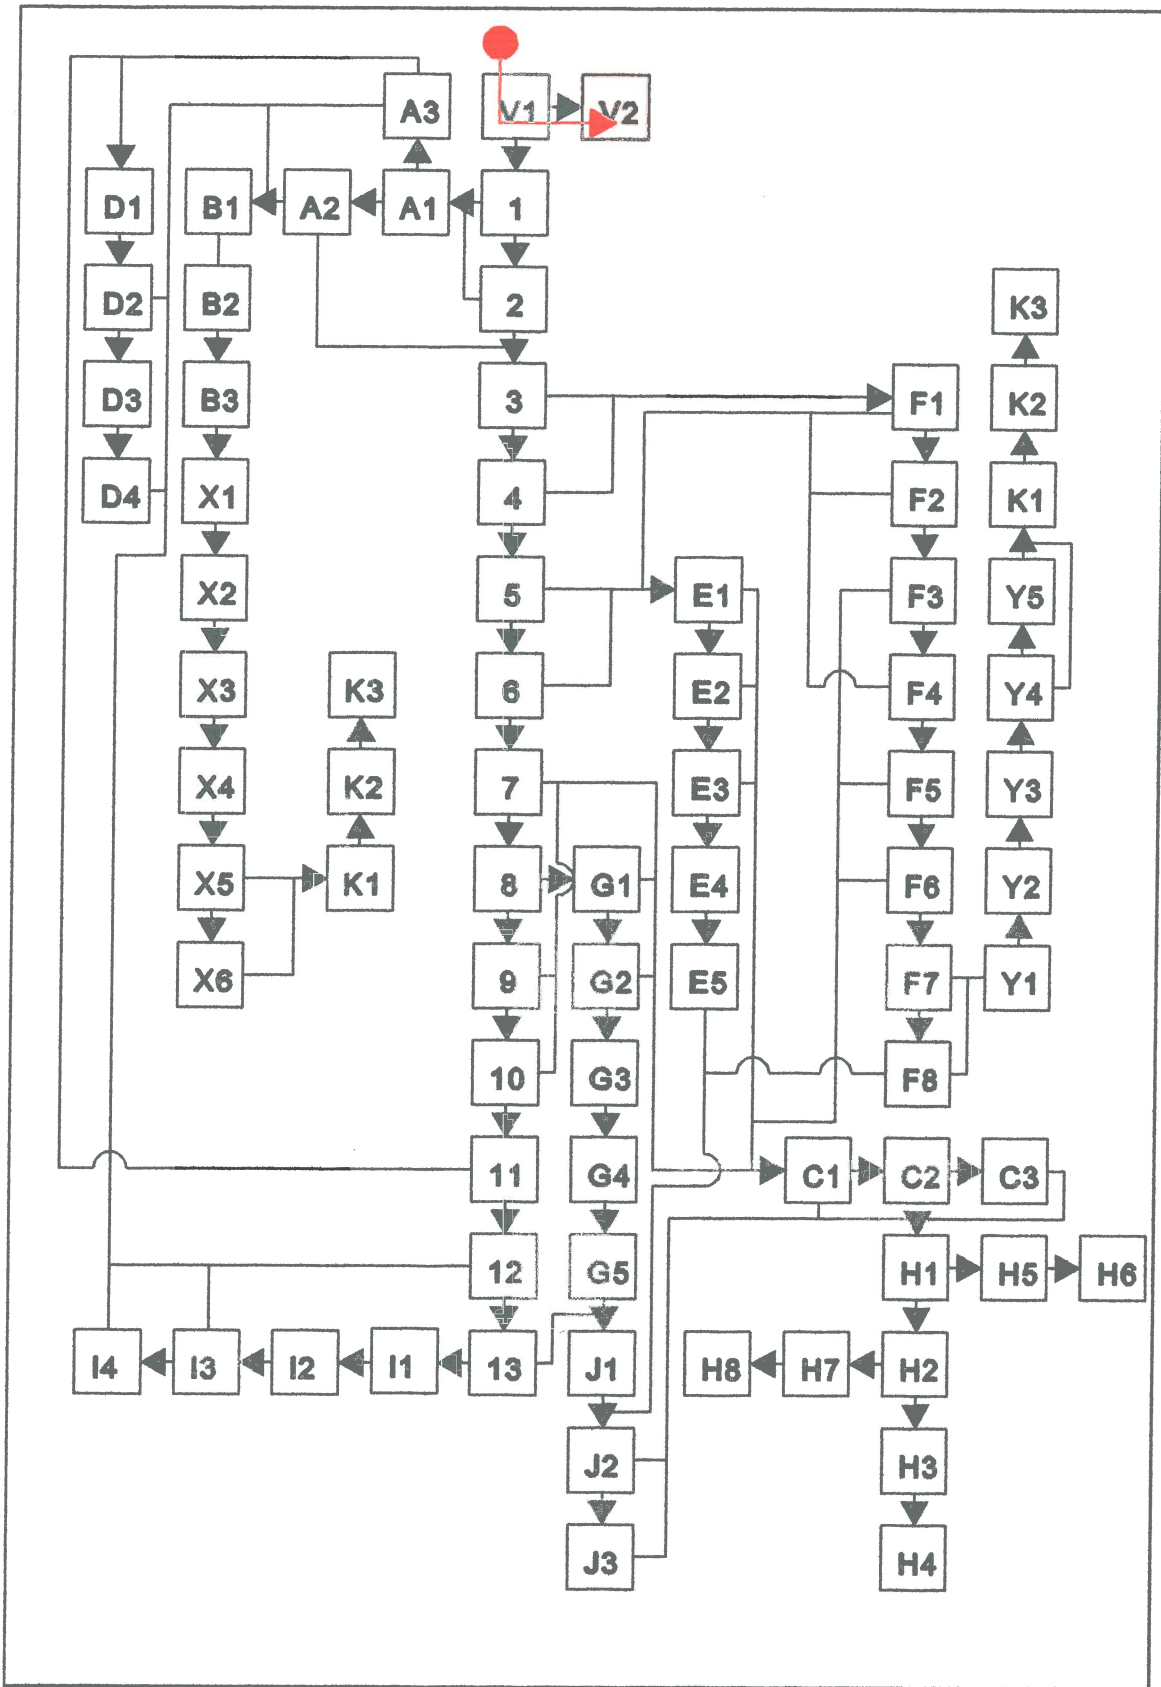 A3 V1 V2
D1 B1 A2 A1 1
D2 B2 2 K3
D3 B3 3 F1 K2
D4 X1 4 F2 K1
X2 5 E1 F3 Y5
X3 K3 6 E2 F4 Y4
X4 K2 7 E3 F5 Y3
X5 K1 8 G1 E4 F6 Y2
X6 9 G2 E5 F7 Y1
10 G3 F8
11 G4 C1 C2 C3
12 G5 H1 H5 H6
I4 I3 I2 I1 13 J1 H8 H7 H2
J2 H3
J3 H4